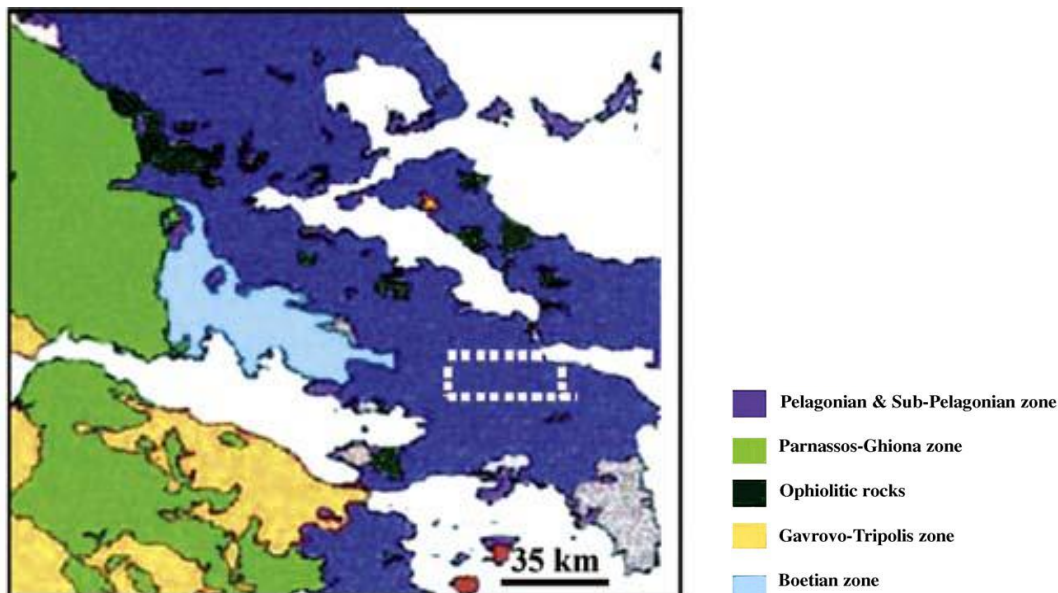 35 km
Pelagonian & Sub-Pelagonian zone
Parnassos-Ghiona zone
Ophiolitic rocks
Gavrovo-Tripolis zone
Boetian zone